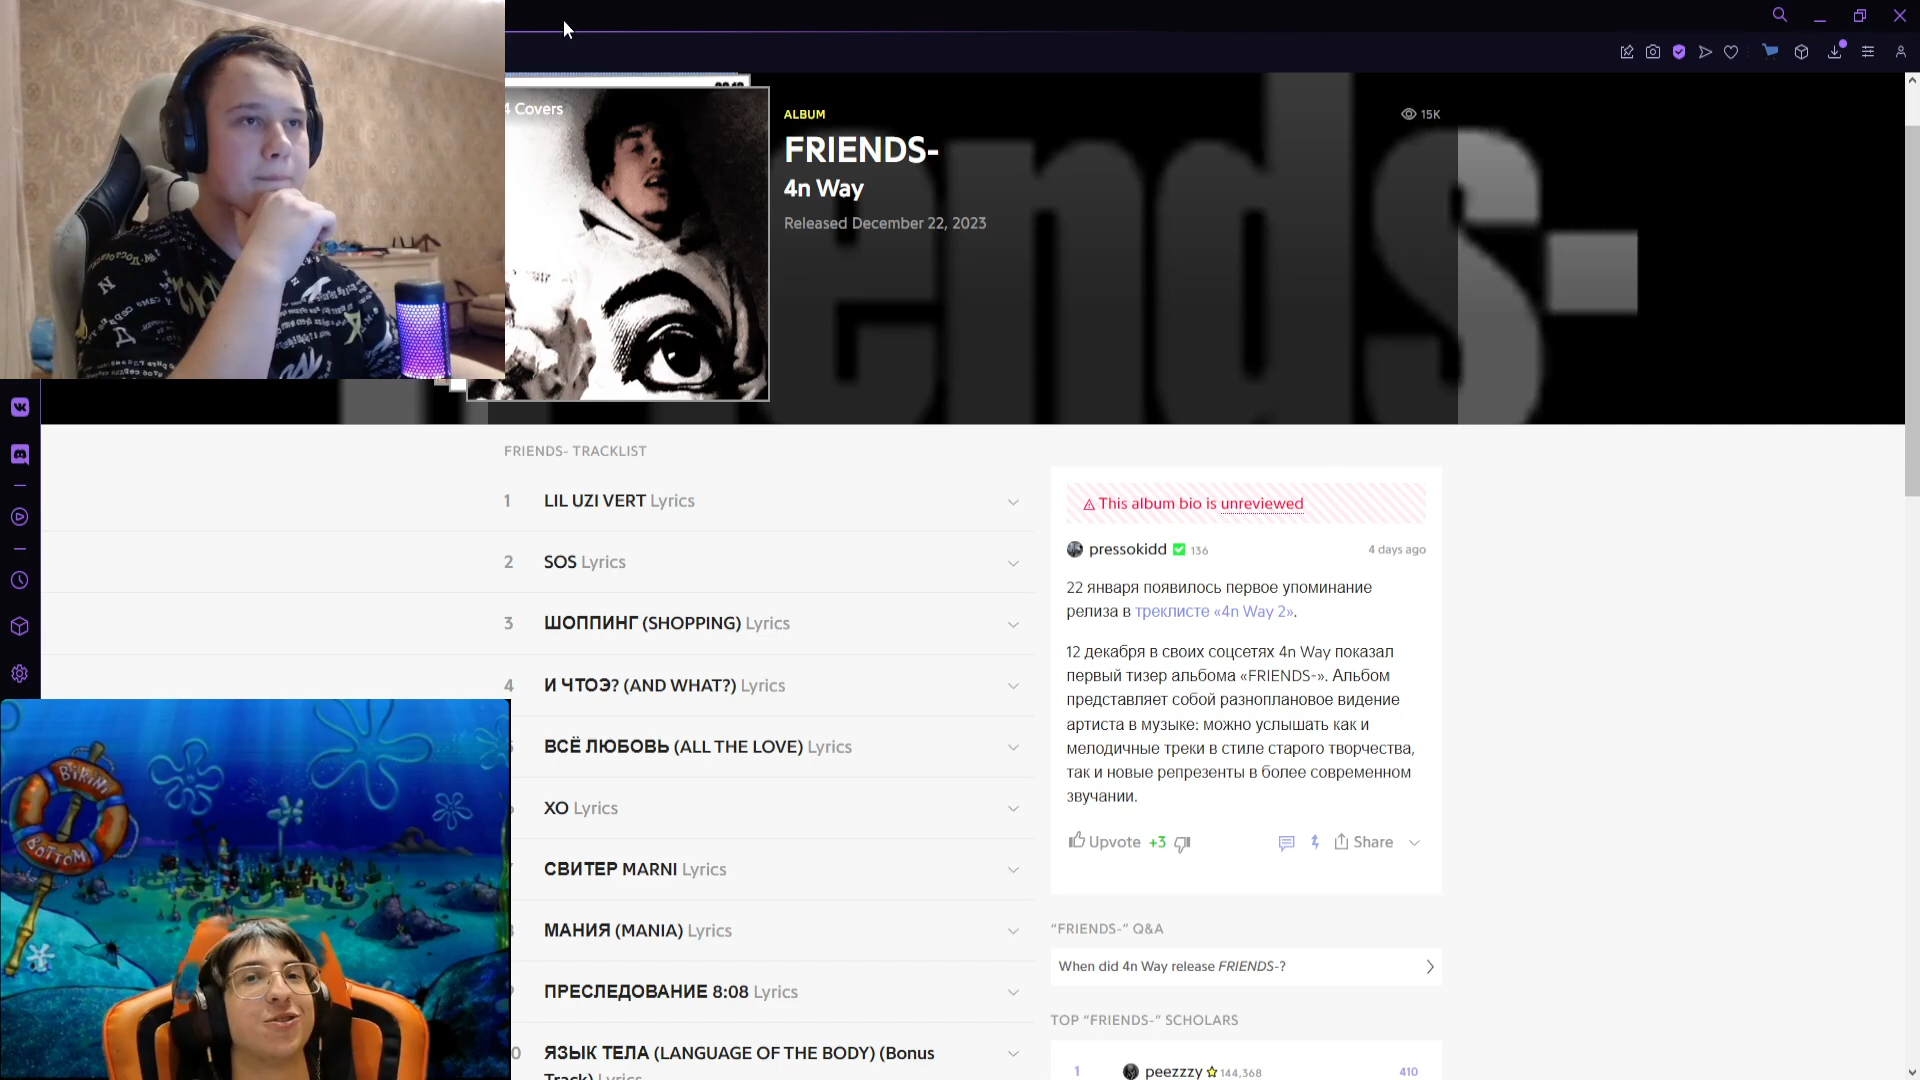 4 Covers
ALBUM
15K
FRIENDS-
4n Way
Released December 22, 2023
ends-
FRIENDS- TRACKLIST
1 LIL UZI VERT Lyrics
2 SOS Lyrics
3 ШОППИНГ (SHOPPING) Lyrics
4 И ЧТОЭ? (AND WHAT?) Lyrics
ВСЁ ЛЮБОВЬ (ALL THE LOVE) Lyrics
XO Lyrics
СВИТЕР MARNI Lyrics
МАНИЯ (MANIA) Lyrics
ПРЕСЛЕДОВАНИЕ 8:08 Lyrics
0 ЯЗЫК ТЕЛА (LANGUAGE OF THE BODY) (Bonus
Track) Lyrics
This album bio is unreviewed
pressokidd 136 4 days ago
22 января появилось первое упоминание
релиза в треклисте «4n Way 2».
12 декабря в своих соцсетях 4n Way показал
первый тизер альбома «FRIENDS-». Альбом
представляет собой разноплановое видение
артиста в музыке: можно услышать как и
мелодичные треки в стиле старого творчества,
так и новые репрезенты в более современном
звучании.
Upvote +3 Share
“FRIENDS-” Q&A
When did 4n Way release FRIENDS-?
TOP “FRIENDS-” SCHOLARS
1 peezzzy 144,368 410
BIKINI
BOTTOM